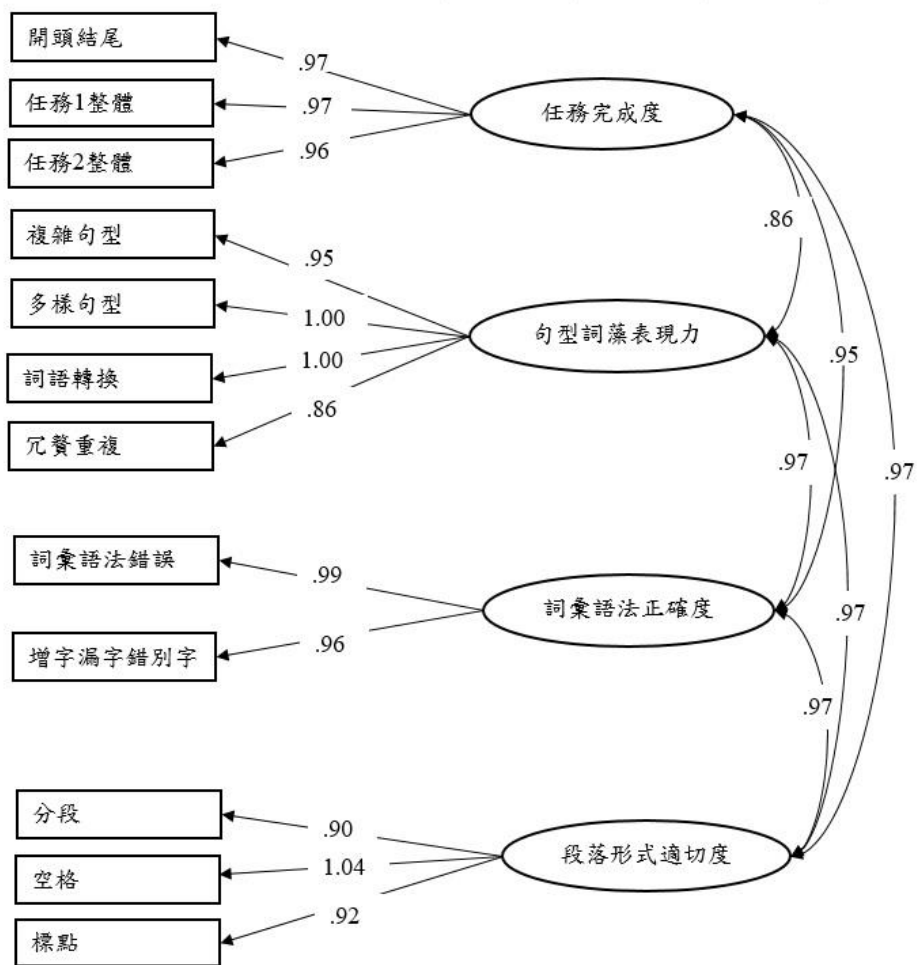 開頭結尾
.97
任務1整體
.97
任務完成度
任務2整體
.96
.86
複雜句型
.95
多樣句型
1.00
句型詞藻表現力
.95
詞語轉換
1.00
冗贅重複
.86
.97
.97
詞彙語法錯誤
.99
詞彙語法正確度
.97
增字漏字錯別字
.96
.97
分段
.90
段落形式適切度
空格
1.04
標點
.92